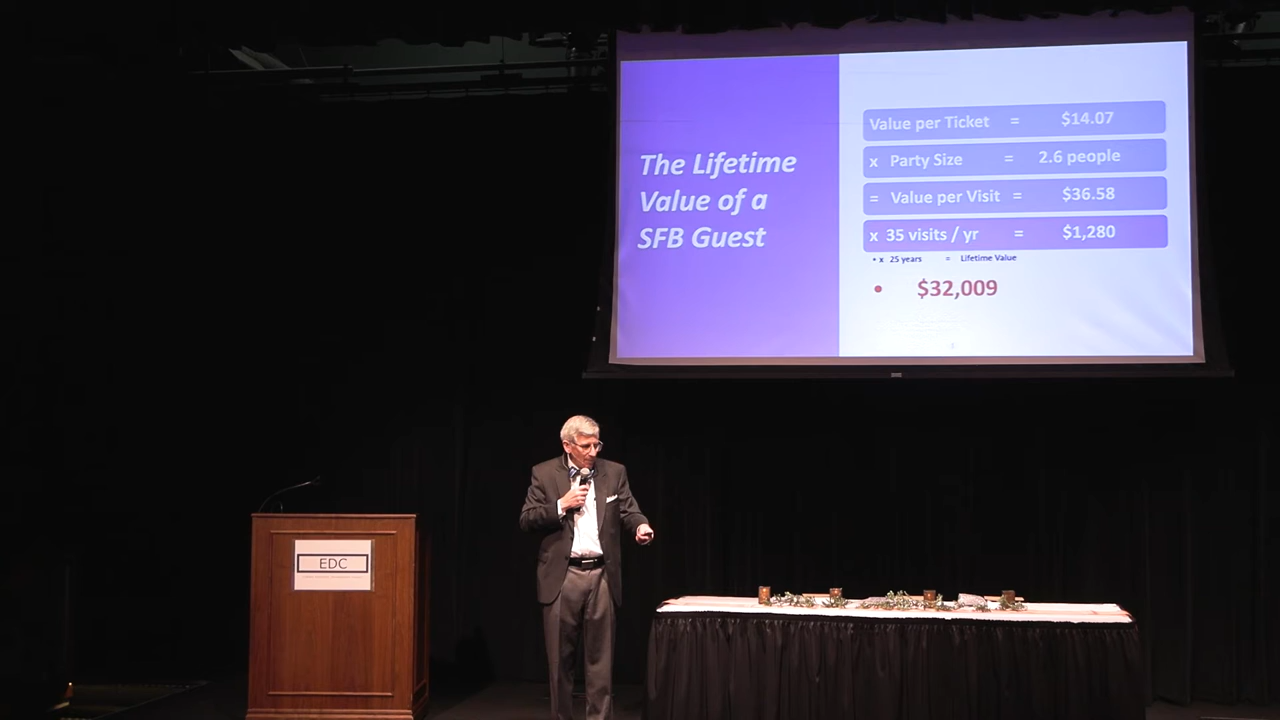 The Lifetime
Value of a
SFB Guest
Value per Ticket = $14.07
x Party Size = 2.6 people
= Value per Visit = $36.58
x 35 visits / yr = $1,280
• x 25 years = Lifetime Value
• $32,009
EDC